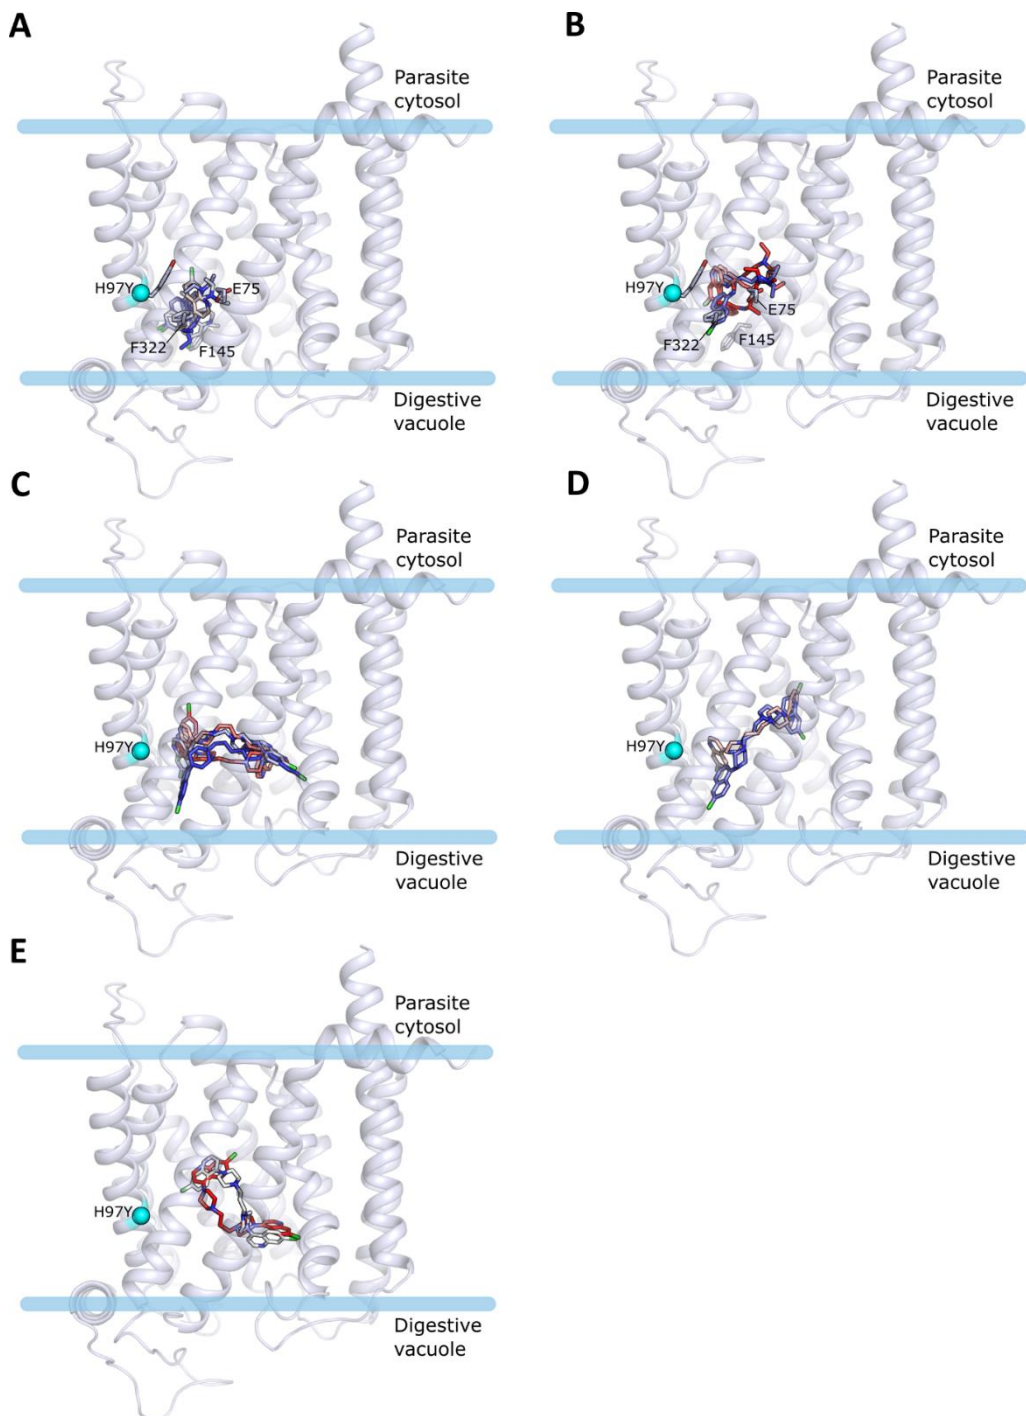 A
Parasite
cytosol
H97Y
E75
F322
F145
Digestive
vacuole
B
Parasite
cytosol
H97Y
E75
F322
F145
Digestive
vacuole
C
Parasite
cytosol
H97Y
Digestive
vacuole
D
Parasite
cytosol
H97Y
Digestive
vacuole
E
Parasite
cytosol
H97Y
Digestive
vacuole